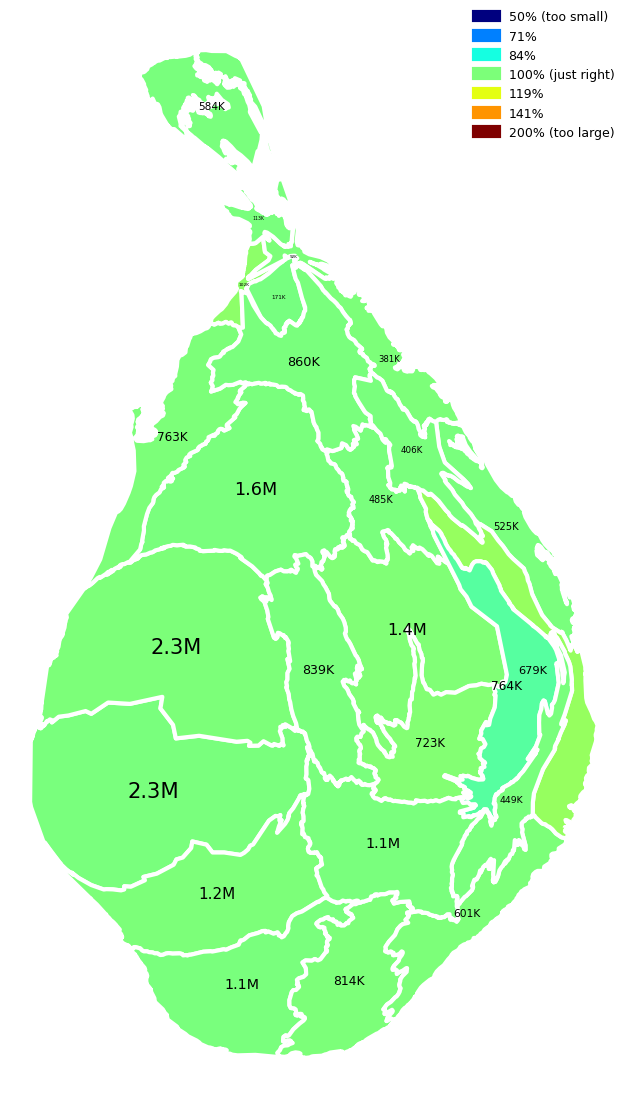 50% (too small)
71%
84%
100% (just right)
119%
141%
200% (too large)
584K
113K
92K
162K
171K
860K
381K
763K
406K
1.6M
485K
525K
1.4M
2.3M
839K
679K
764K
723K
2.3M
449K
1.1M
1.2M
601K
814K
1.1M